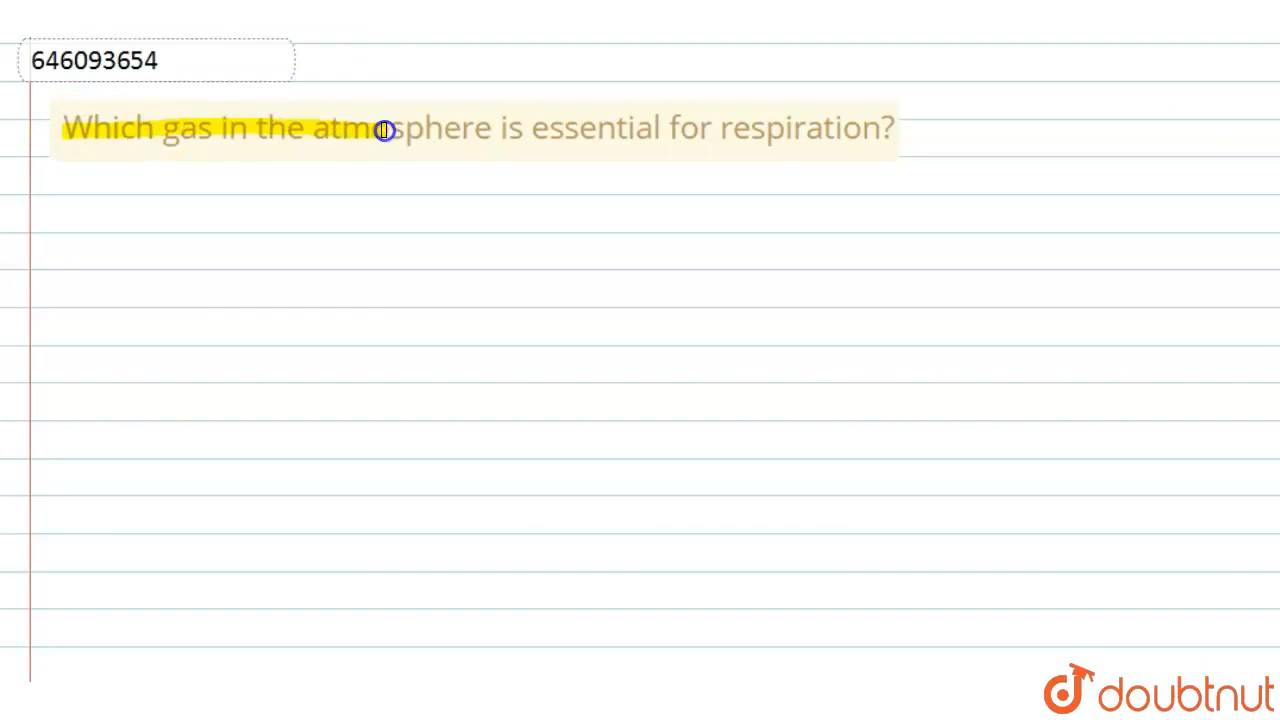 646093654
Which gas in the atmosphere is essential for respiration?
doubtnut